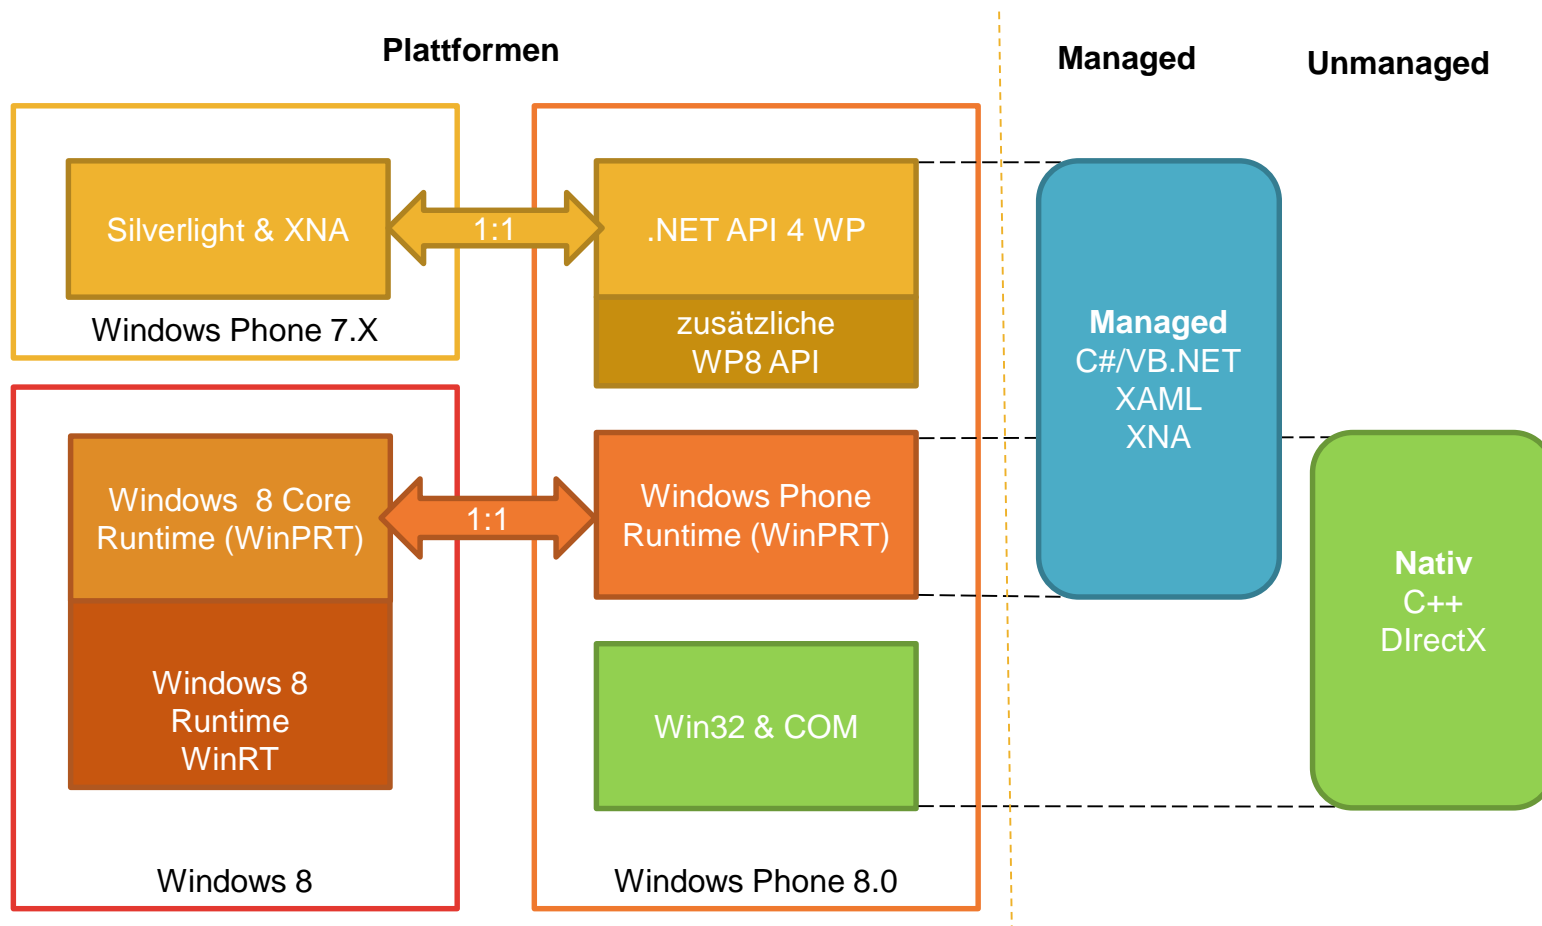 Plattformen
Managed
Unmanaged
Silverlight & XNA
1:1
.NET API 4 WP
zusätzliche
WP8 API
Windows Phone 7.X
Managed
C#/VB.NET
XAML
XNA
Windows  8 Core
Runtime (WinPRT)
1:1
Windows Phone
Runtime (WinPRT)
Windows 8
Runtime
WinRT
Win32 & COM
Nativ
C++
DIrectX
Windows 8
Windows Phone 8.0